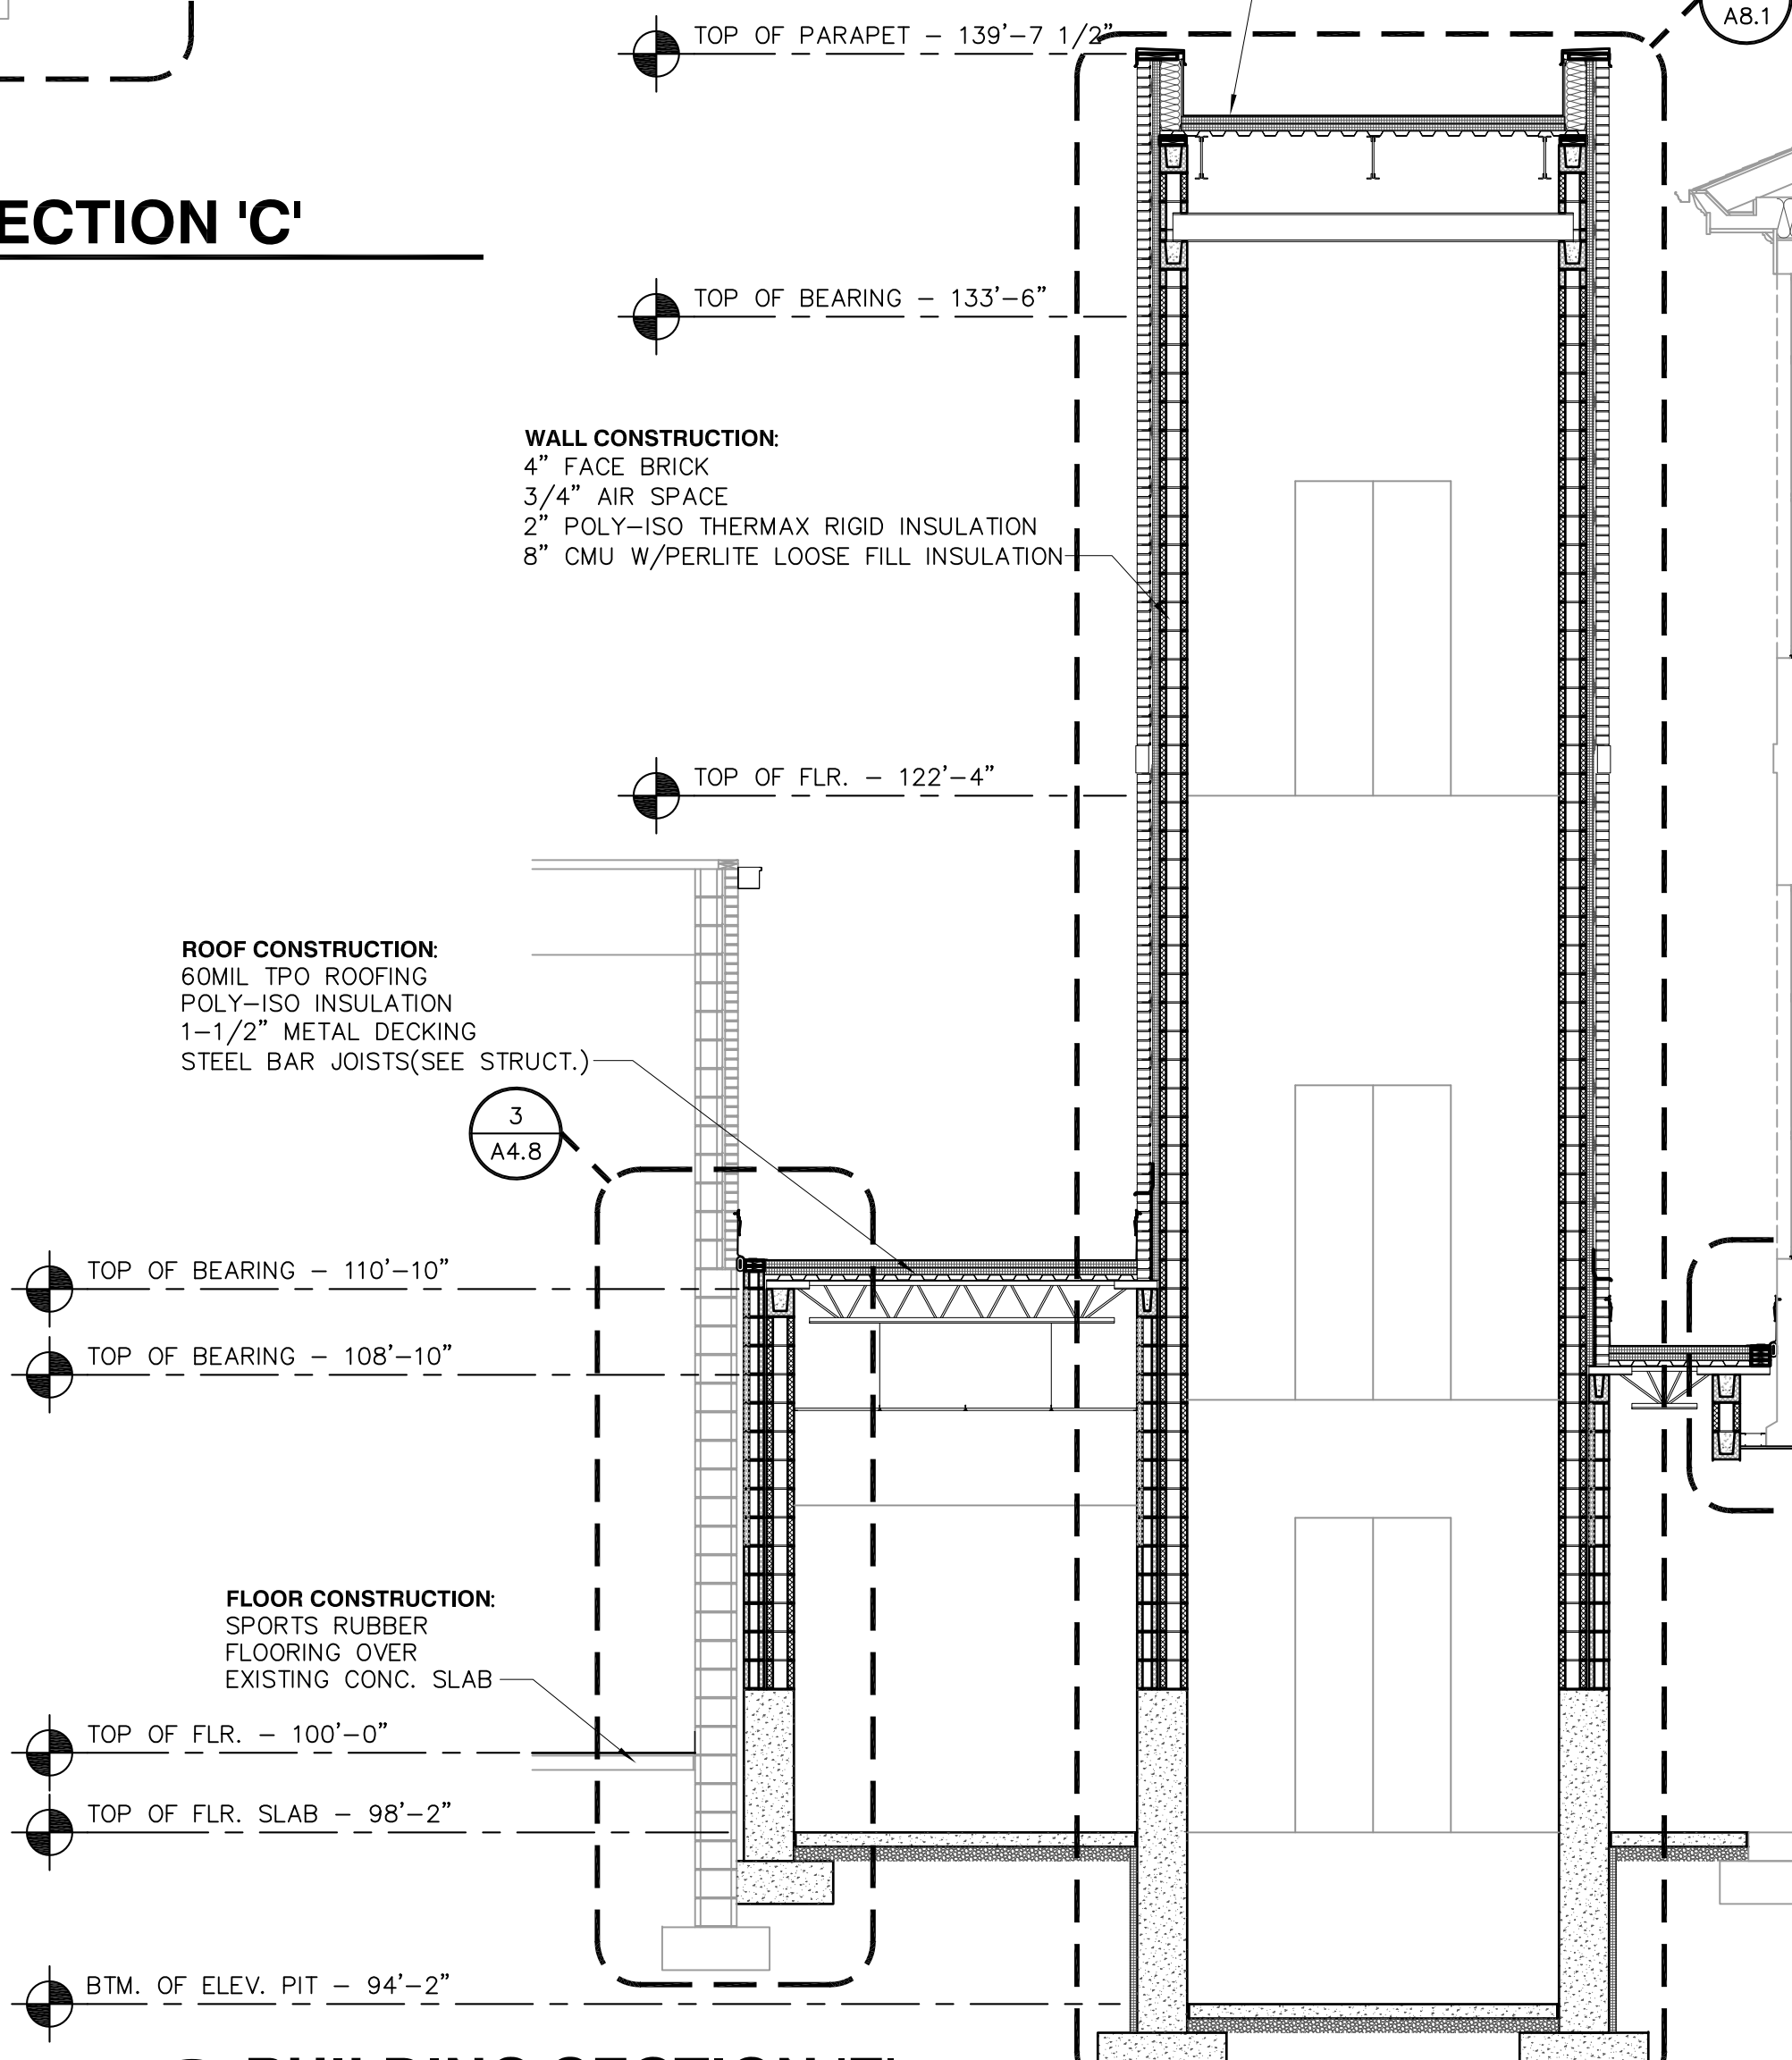 A8.1
TOP OF PARAPET – 139'–7 1/2”
ECTION 'C'
TOP OF BEARING – 133'–6”
WALL CONSTRUCTION:
4” FACE BRICK
3/4” AIR SPACE
2” POLY–ISO THERMAX RIGID INSULATION
8” CMU W/PERLITE LOOSE FILL INSULATION
TOP OF FLR. – 122'–4”
ROOF CONSTRUCTION:
60MIL TPO ROOFING
POLY–ISO INSULATION
1–1/2” METAL DECKING
STEEL BAR JOISTS(SEE STRUCT.)
3
A4.8
TOP OF BEARING – 110'–10”
TOP OF BEARING – 108'–10”
FLOOR CONSTRUCTION:
SPORTS RUBBER
FLOORING OVER
EXISTING CONC. SLAB
TOP OF FLR. – 100'–0”
TOP OF FLR. SLAB – 98'–2”
BTM. OF ELEV. PIT – 94'–2”
BUILDING SECTION